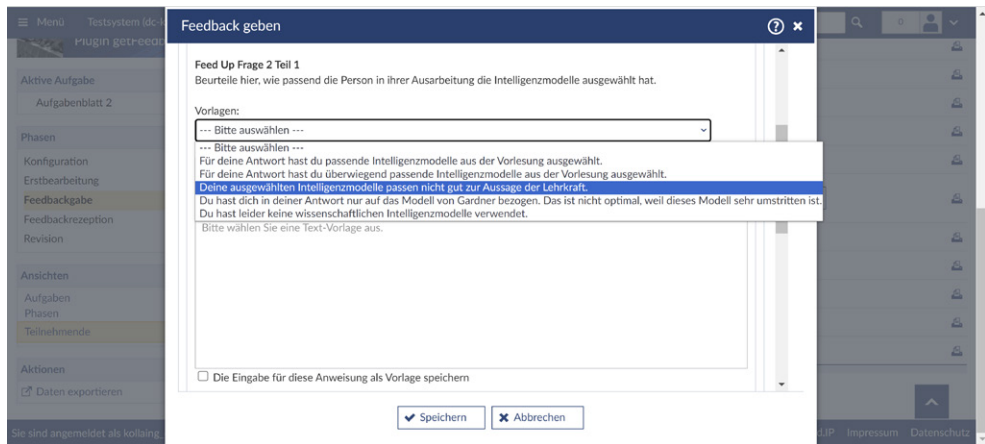 Menü Testsystem (dc-k
Feedback geben
0
Plugin getFeedb
Aktive Aufgabe
Aufgabenblatt 2
Phasen
Konfiguration
Erstbearbeitung
Feedbackgabe
Feedbackrezeption
Revision
Ansichten
Aufgaben
Phasen
Teilnehmende
Aktionen
Daten exportieren
Feed Up Frage 2 Teil 1
Beurteile hier, wie passend die Person in ihrer Ausarbeitung die Intelligenzmodelle ausgewählt hat.
Vorlagen:
--- Bitte auswählen ---
--- Bitte auswählen ---
Für deine Antwort hast du passende Intelligenzmodelle aus der Vorlesung ausgewählt.
Für deine Antwort hast du überwiegend passende Intelligenzmodelle aus der Vorlesung ausgewählt.
Deine ausgewählten Intelligenzmodelle passen nicht gut zur Aussage der Lehrkraft.
Du hast dich in deiner Antwort nur auf das Modell von Gardner bezogen. Das ist nicht optimal, weil dieses Modell sehr umstritten ist.
Du hast leider keine wissenschaftlichen Intelligenzmodelle verwendet.
Bitte wählen Sie eine Text-Vorlage aus.
Die Eingabe für diese Anweisung als Vorlage speichern
Speichern Abbrechen
Sie sind angemeldet als kollaing
d.IP Impressum Datenschutz